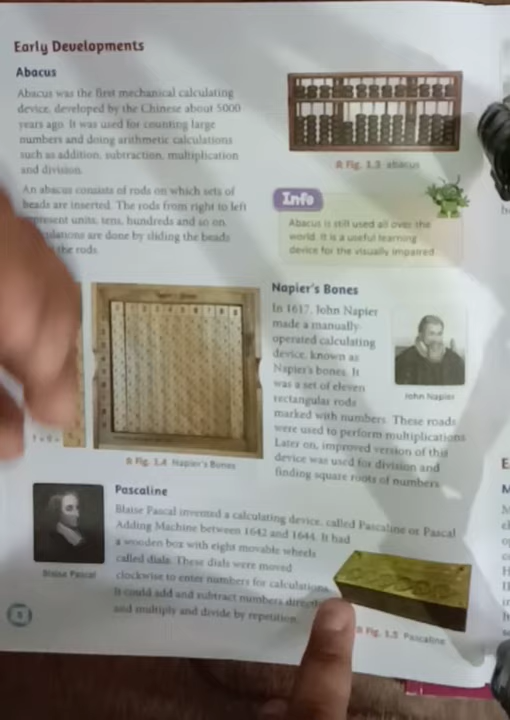 Early Developments
Abacus
Abacus was the first mechanical calculating
device, developed by the Chinese about 5000
years ago. It was used for counting large
numbers and doing arithmetic calculations
such as addition, subtraction, multiplication
and division.
An abacus consists of rods on which sets of
beads are inserted. The rods from right to left
represent units, tens, hundreds and so on.
are done by sliding the beads
the rods.
Fig. 1.3 abacus
Info
Abacus is still used all over the
world. It is a useful learning
device for the visually impaired.
Fig. 1.4 Napier's Bones
Napier's Bones
In 1617, John Napier
made a manually
operated calculating
device, known as
Napier's bones. It
was a set of eleven
rectangular rods
marked with numbers. These roads
were used to perform multiplications.
Later on, improved version of this
device was used for division and
finding square roots of numbers.
John Napier
Pascaline
Blaise Pascal invented a calculating device, called Pascaline or Pascal
Adding Machine between 1642 and 1644. It had
a wooden box with eight movable wheels
called dials. These dials were moved
clockwise to enter numbers for calculations.
It could add and subtract numbers
and multiply and divide by repetition.
Blaise Pascal
Fig. 1.5 Pascaline